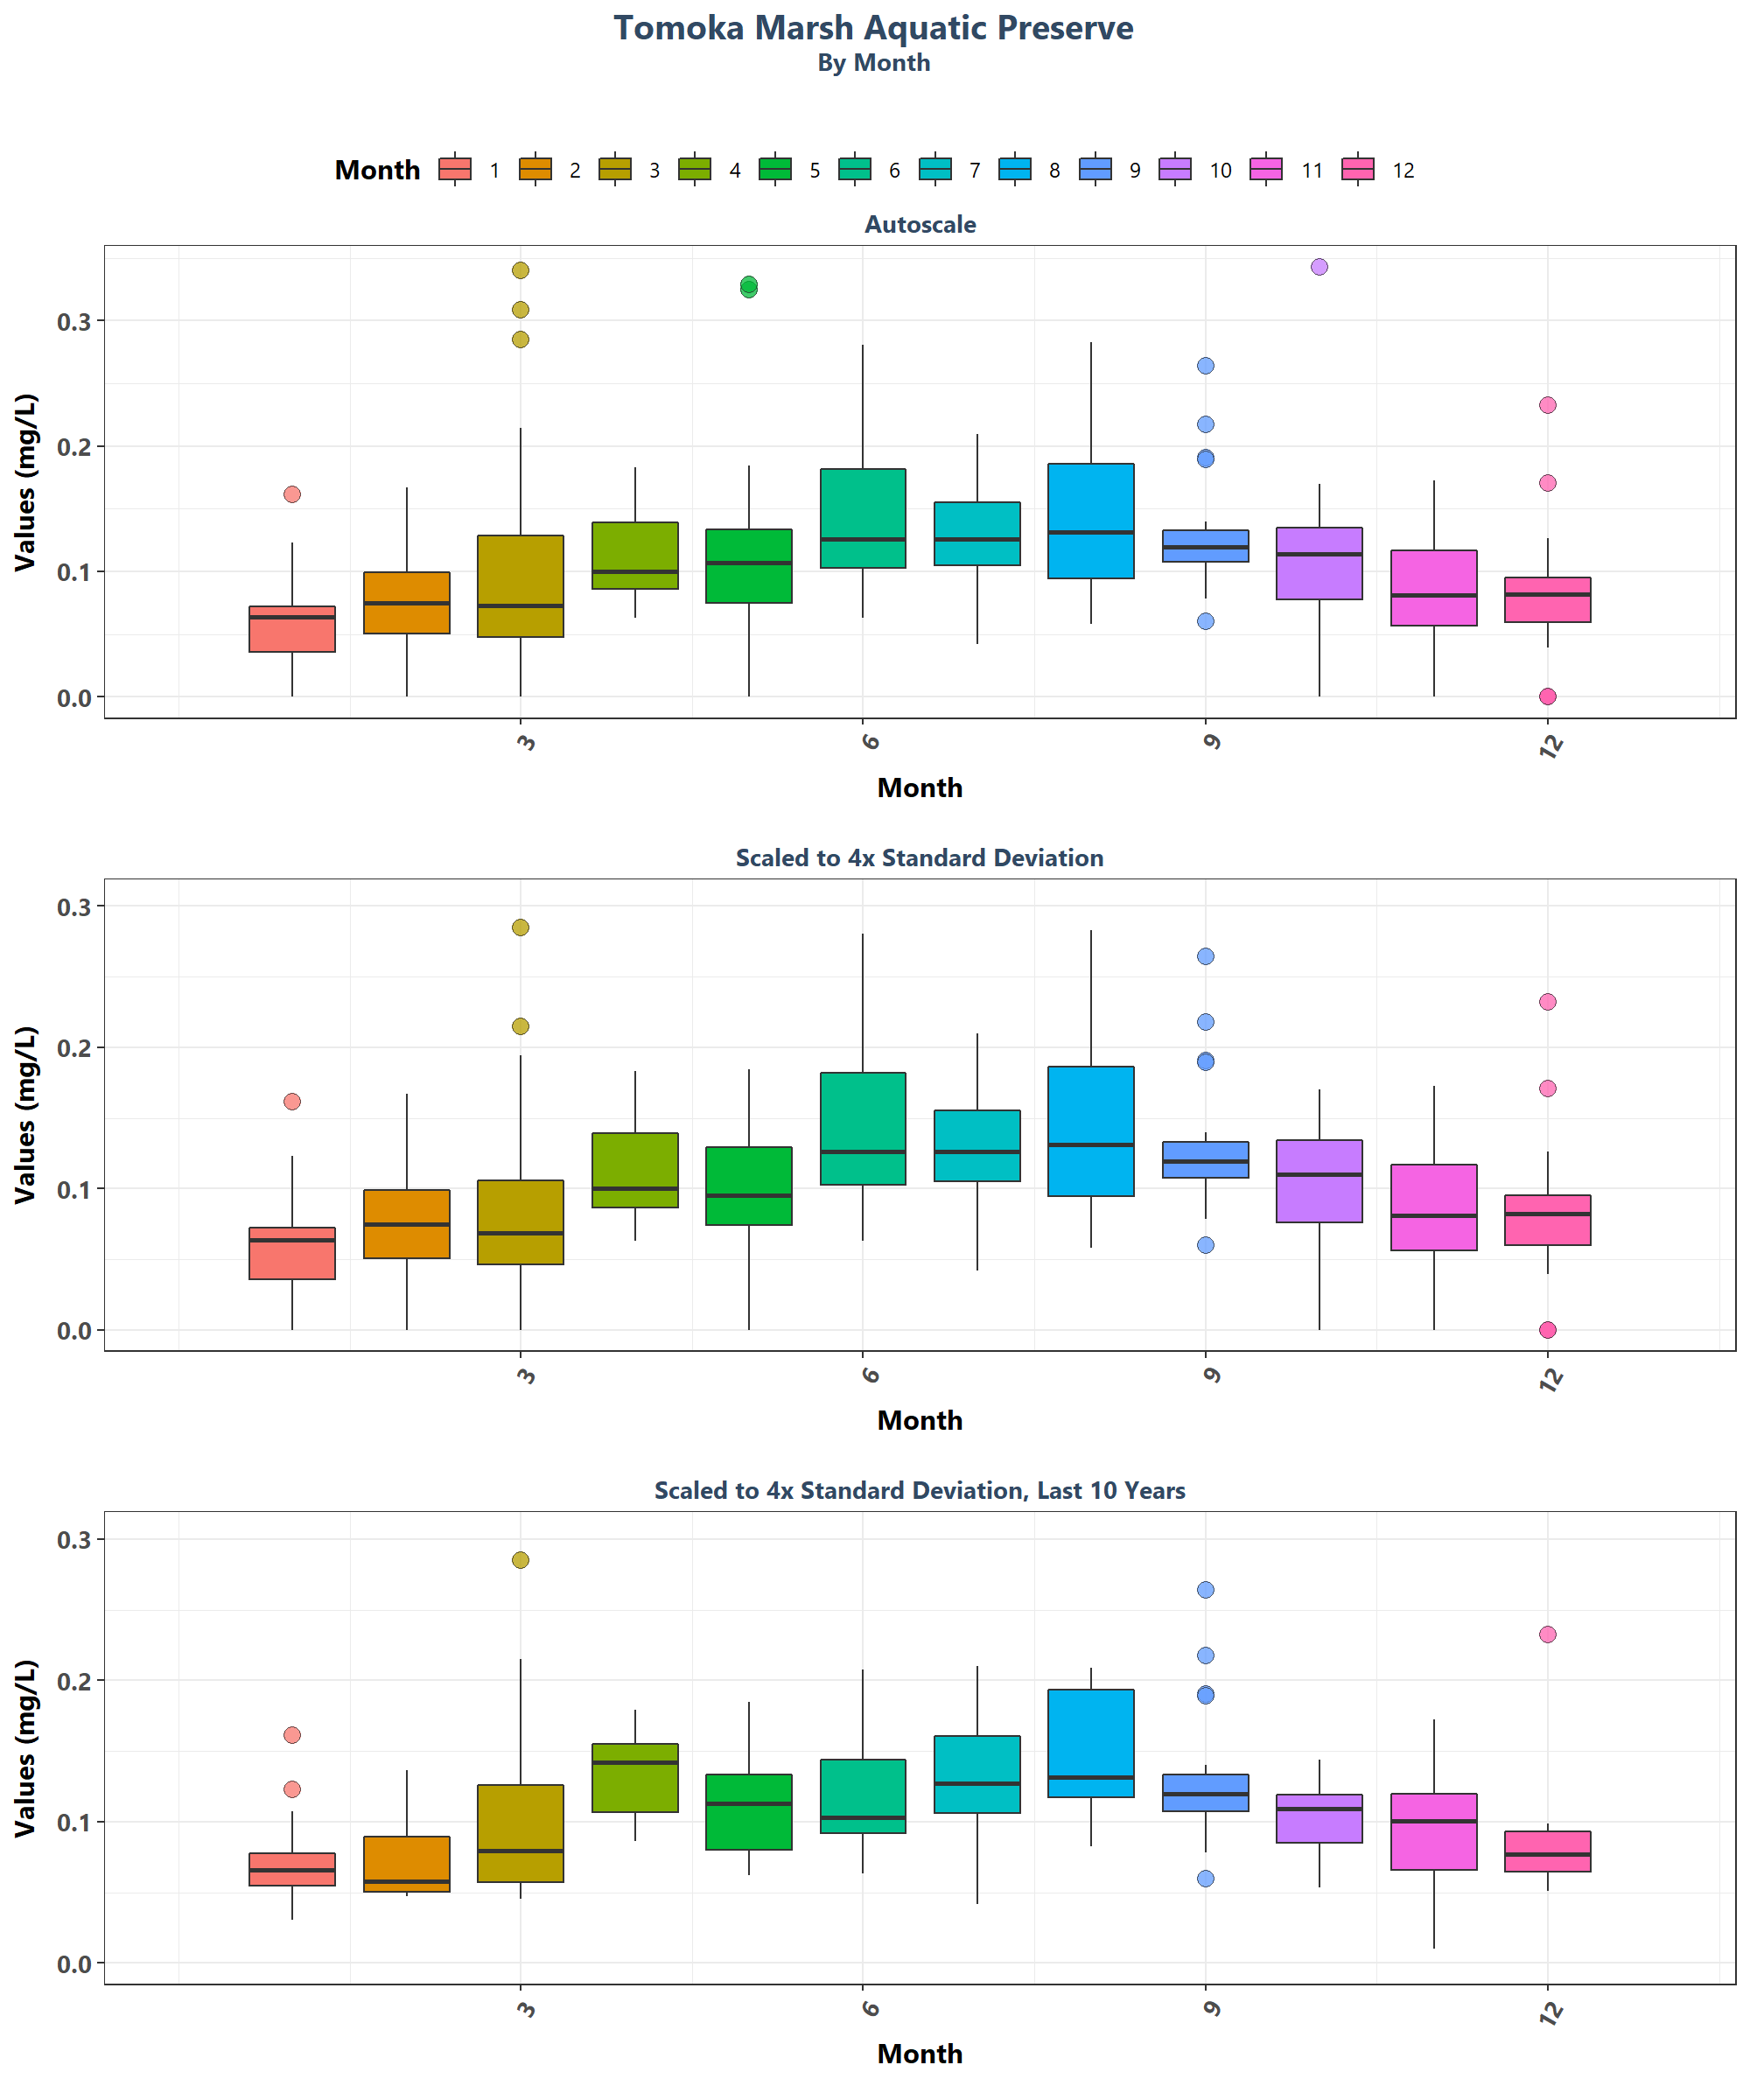 Tomoka Marsh Aquatic Preserve
By Month
Month 1 2 3 4 5 6 7 8 9 10 11 12
Autoscale
Values (mg/L)
0.3
0.2
0.1
0.0
3 6 9 12
Month
Scaled to 4x Standard Deviation
Values (mg/L)
0.3
0.2
0.1
0.0
3 6 9 12
Month
Scaled to 4x Standard Deviation, Last 10 Years
Values (mg/L)
0.3
0.2
0.1
0.0
3 6 9 12
Month